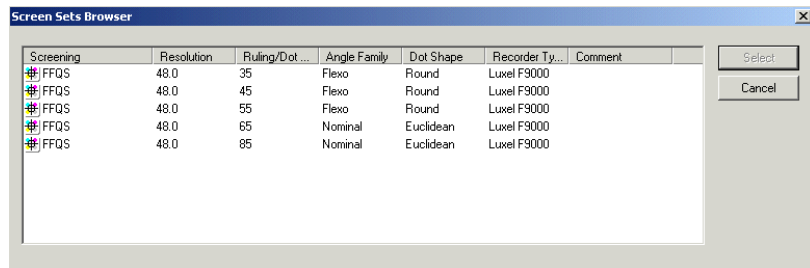 Screen Sets Browser
Screening Resolution Ruling/Dot ... Angle Family Dot Shape Recorder Ty... Comment
FFQS 48.0 35 Flexo Round Luxel F9000
FFQS 48.0 45 Flexo Round Luxel F9000
FFQS 48.0 55 Flexo Round Luxel F9000
FFQS 48.0 65 Nominal Euclidean Luxel F9000
FFQS 48.0 85 Nominal Euclidean Luxel F9000
Select
Cancel